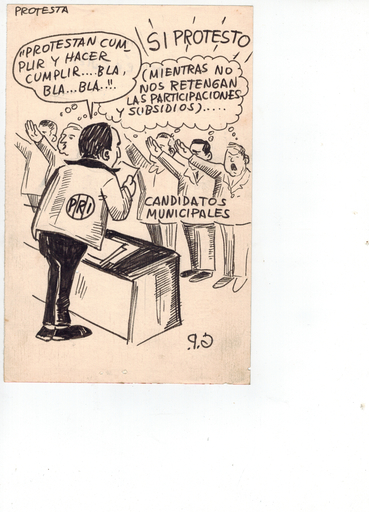 PROTESTA
"PROTESTAN CUM
PLIR Y HACER
CUMPLIR....BLA,
BLA...BLA.."..
SI PROTESTO
(MIENTRAS NO
NOS RETENGAN
LAS PARTICIPACIONES
Y SUBSIDIOS).....
PRI
CANDIDATOS
MUNICIPALES